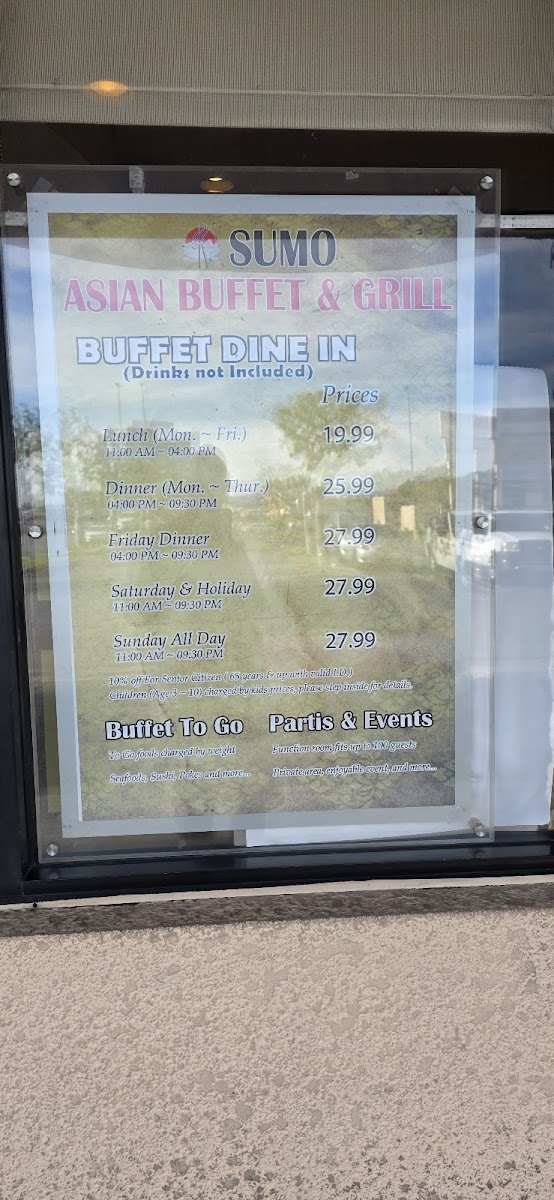 SUMO
ASIAN BUFFET & GRILL
BUFFET DINE IN
(Drinks not Included)
Prices
Lunch (Mon. ~ Fri.) 19.99
11:00 AM ~ 04:00 PM
Dinner (Mon. ~ Thur.) 25.99
04:00 PM ~ 09:30 PM
Friday Dinner 27.99
04:00 PM ~ 09:30 PM
Saturday & Holiday 27.99
11:00 AM ~ 09:30 PM
Sunday All Day 27.99
11:00 AM ~ 09:30 PM
10% off For Senior Citizen ( 65 years & up with valid I.D )
Children (Age 3 ~ 10) charged by kids prices, please step inside for details.
Buffet To Go
To Go foods charged by weight
Seafoods, Sushi, Pokes and more...
Partis & Events
Function room fits up to 100 guests
Private area, enjoyable event, and more...